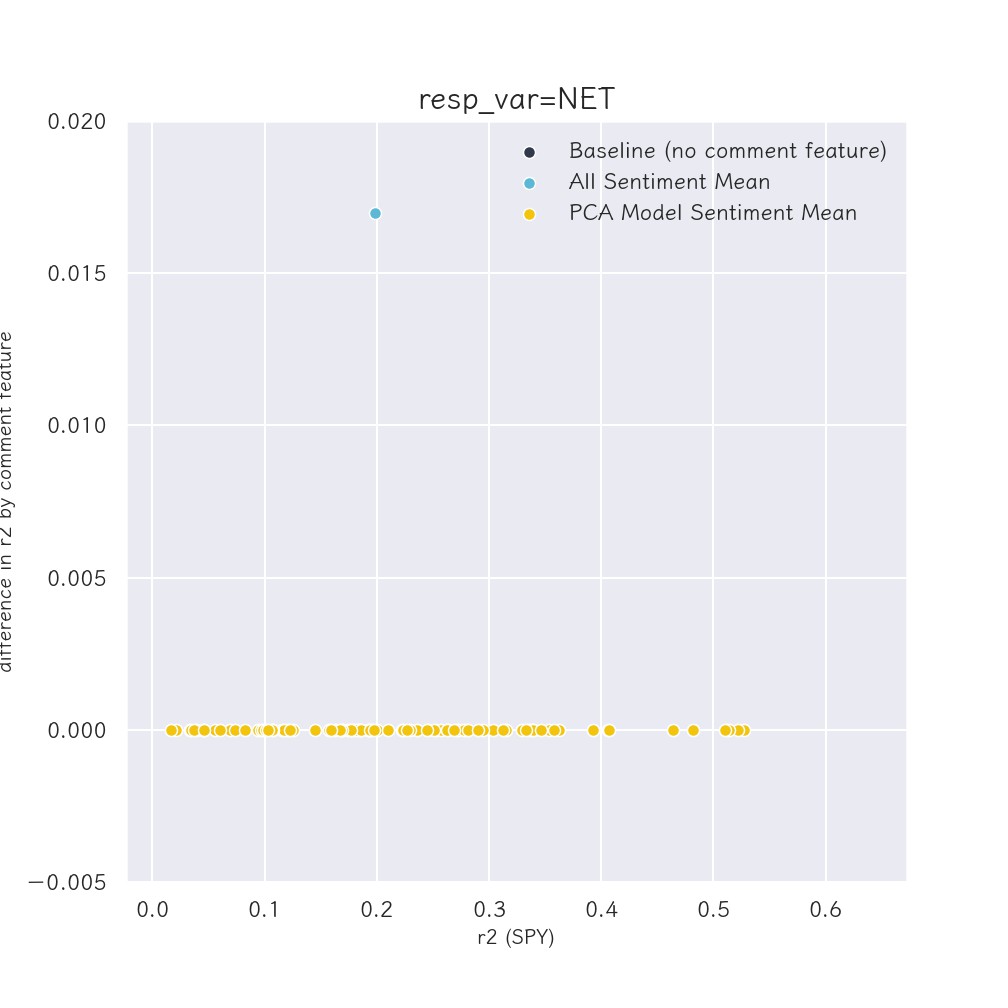 resp_var=NET
0.020
0.015
0.010
0.005
0.000
−0.005
difference in r2 by comment feature
Baseline (no comment feature)
All Sentiment Mean
PCA Model Sentiment Mean
0.0 0.1 0.2 0.3 0.4 0.5 0.6
r2 (SPY)